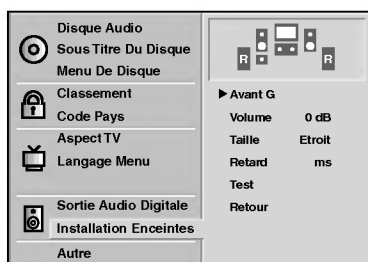 Disque Audio
Sous Titre Du Disque
Menu De Disque
Classement
Code Pays
Aspect TV
Langage Menu
Sortie Audio Digitale
Installation Enceintes
Autre
R R
Avant G
Volume 0 dB
Taille Etroit
Retard ms
Test
Retour